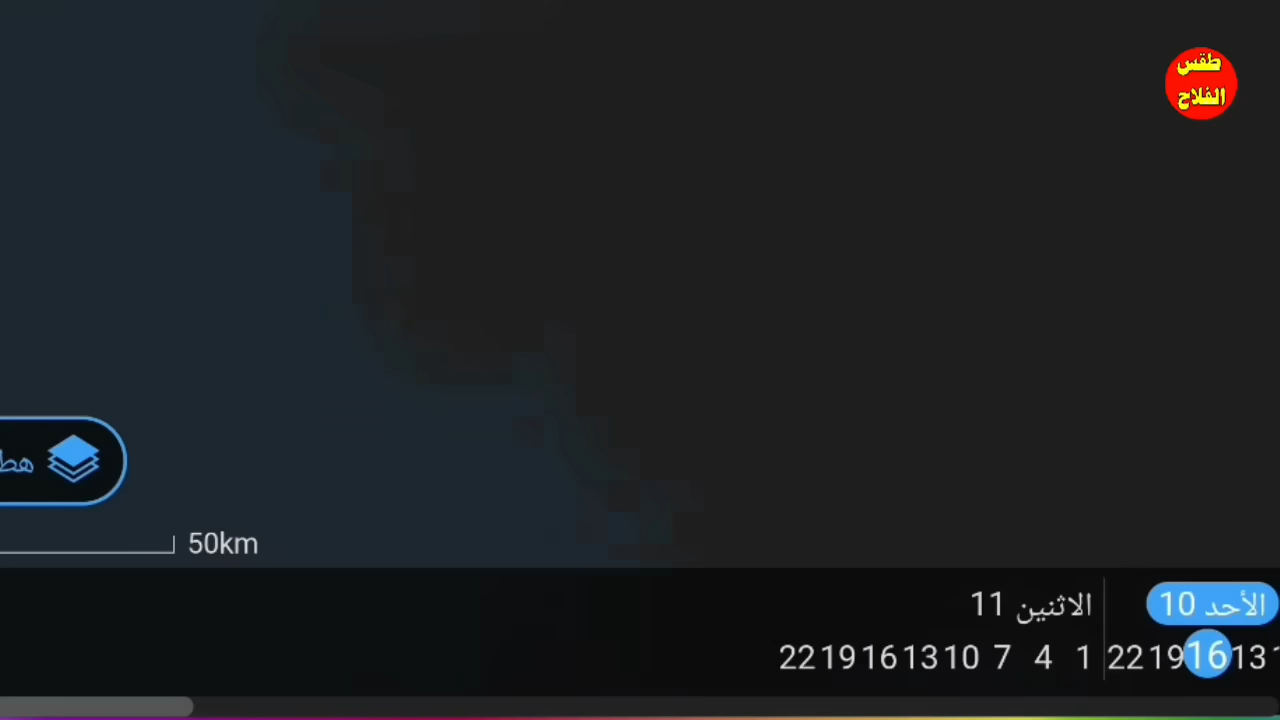 طقس
الفلاح
هط
50km
الأحد 10
الاثنين 11
13 16 19 22
1 4 7 10 13 16 19 22